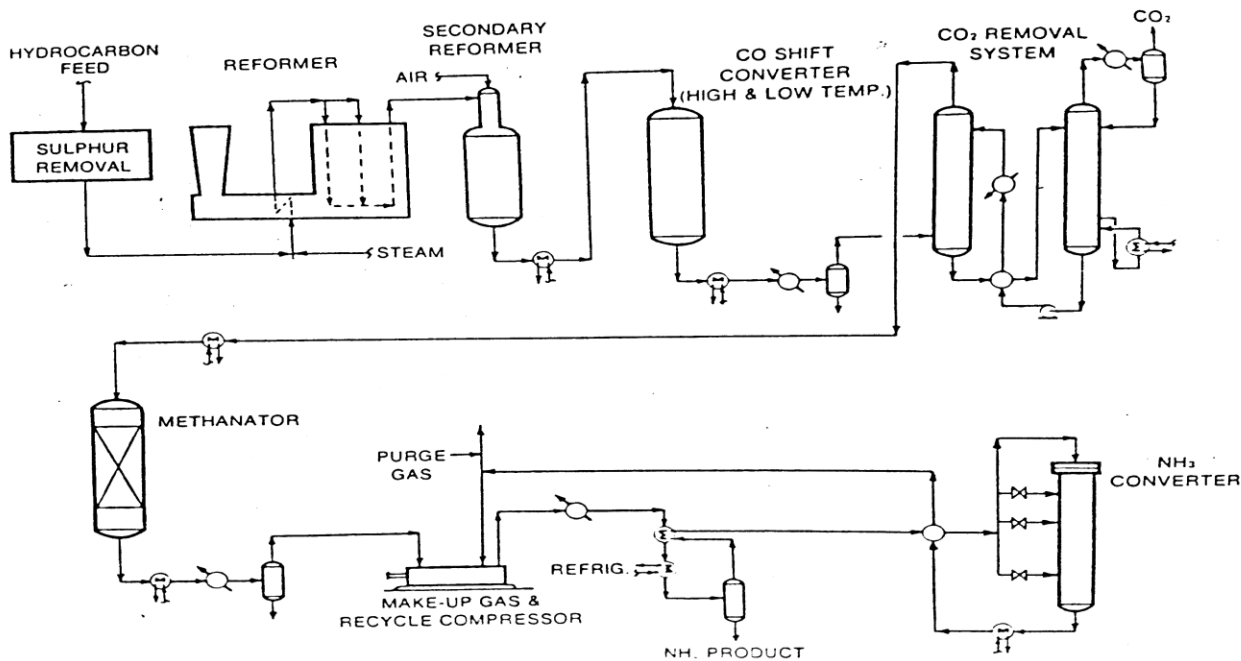 HYDROCARBON
FEED
SULPHUR
REMOVAL
REFORMER
STEAM
SECONDARY
REFORMER
AIR
CO SHIFT
CONVERTER
(HIGH & LOW TEMP.)
CO₂ REMOVAL
SYSTEM
CO₂
METHANATOR
PURGE
GAS
MAKE-UP GAS &
RECYCLE COMPRESSOR
REFRIG.
NH₃ PRODUCT
NH₃
CONVERTER